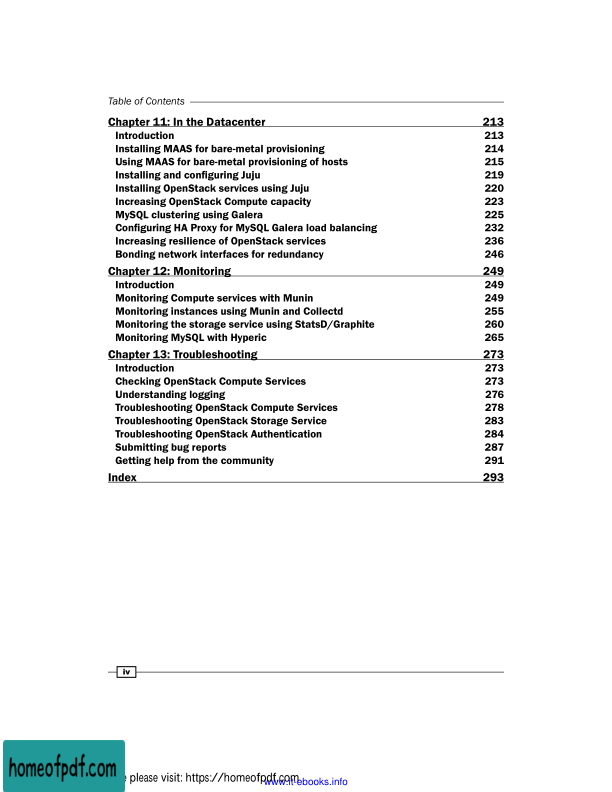 Table of Contents
Chapter 11: In the Datacenter 213
Introduction 213
Installing MAAS for bare-metal provisioning 214
Using MAAS for bare-metal provisioning of hosts 215
Installing and configuring Juju 219
Installing OpenStack services using Juju 220
Increasing OpenStack Compute capacity 223
MySQL clustering using Galera 225
Configuring HA Proxy for MySQL Galera load balancing 232
Increasing resilience of OpenStack services 236
Bonding network interfaces for redundancy 246
Chapter 12: Monitoring 249
Introduction 249
Monitoring Compute services with Munin 249
Monitoring instances using Munin and Collectd 255
Monitoring the storage service using StatsD/Graphite 260
Monitoring MySQL with Hyperic 265
Chapter 13: Troubleshooting 273
Introduction 273
Checking OpenStack Compute Services 273
Understanding logging 276
Troubleshooting OpenStack Compute Services 278
Troubleshooting OpenStack Storage Service 283
Troubleshooting OpenStack Authentication 284
Submitting bug reports 287
Getting help from the community 291
Index 293
iv
homeofpdf.com
please visit: https://homeofpdf.com
www.it-ebooks.info